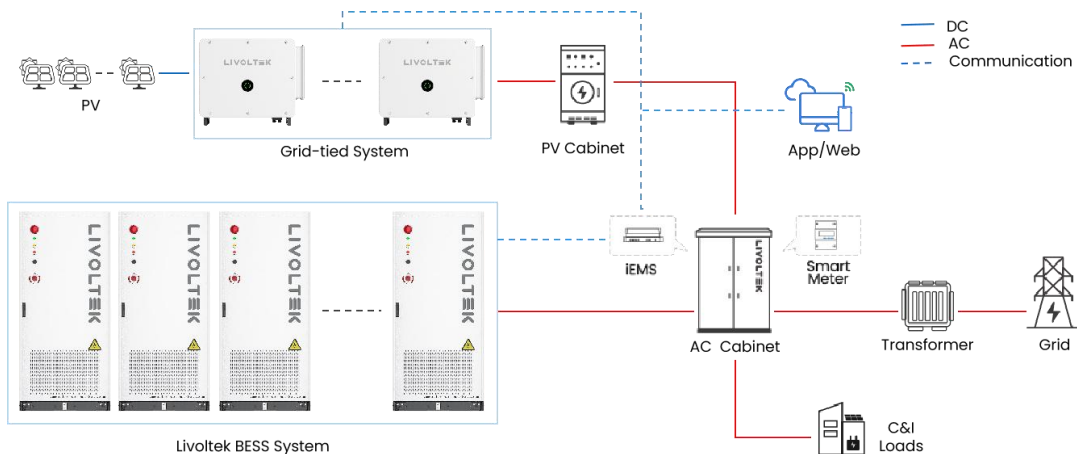 DC
AC
Communication
LIVOLTEK
LIVOLTEK
PV
Grid-tied System
PV Cabinet
App/Web
LIVOLTEK
LIVOLTEK
LIVOLTEK
LIVOLTEK
LIVOLTEK
iEMS
Smart
Meter
AC Cabinet
Transformer
Grid
Livoltek BESS System
C&I
Loads